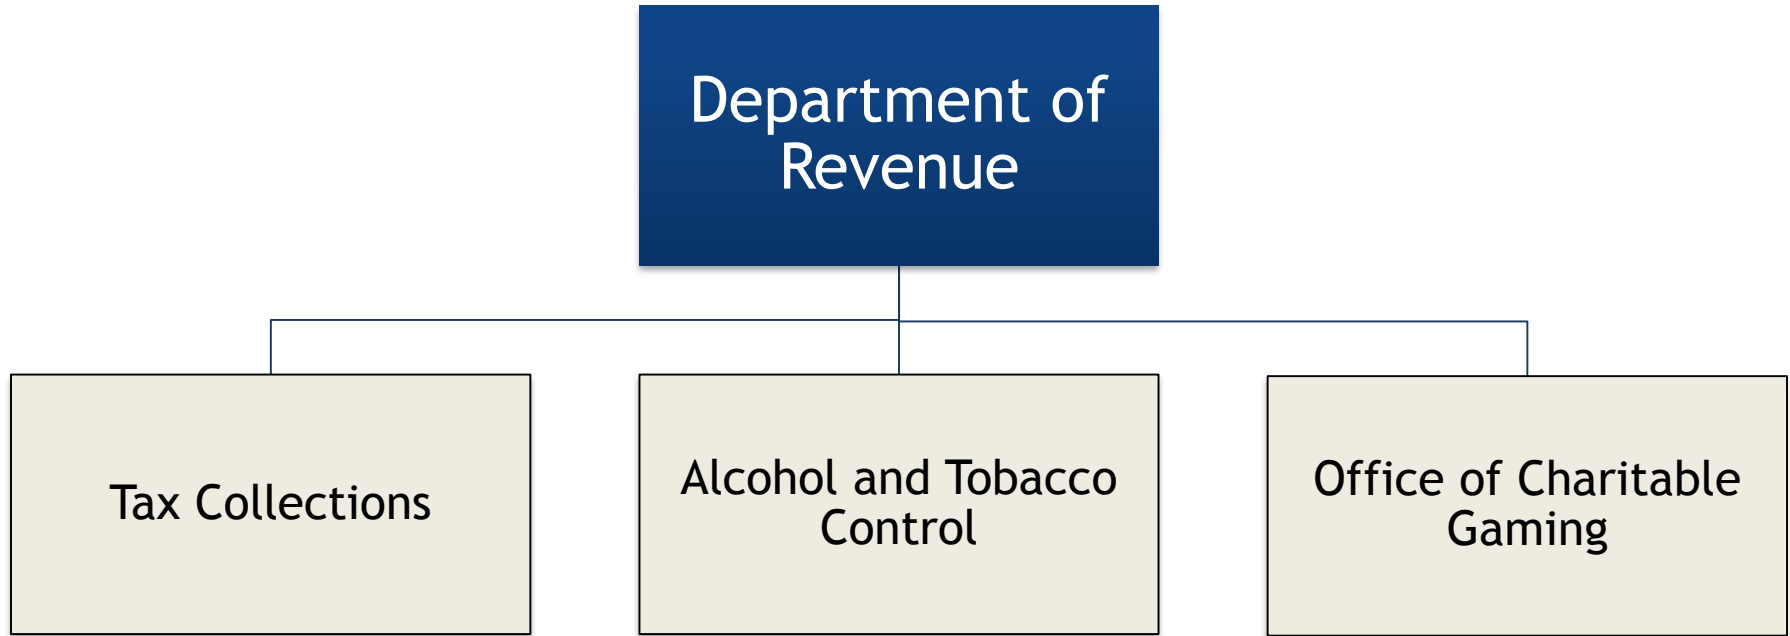 Department of
Revenue
Tax Collections
Alcohol and Tobacco
Control
Office of Charitable
Gaming